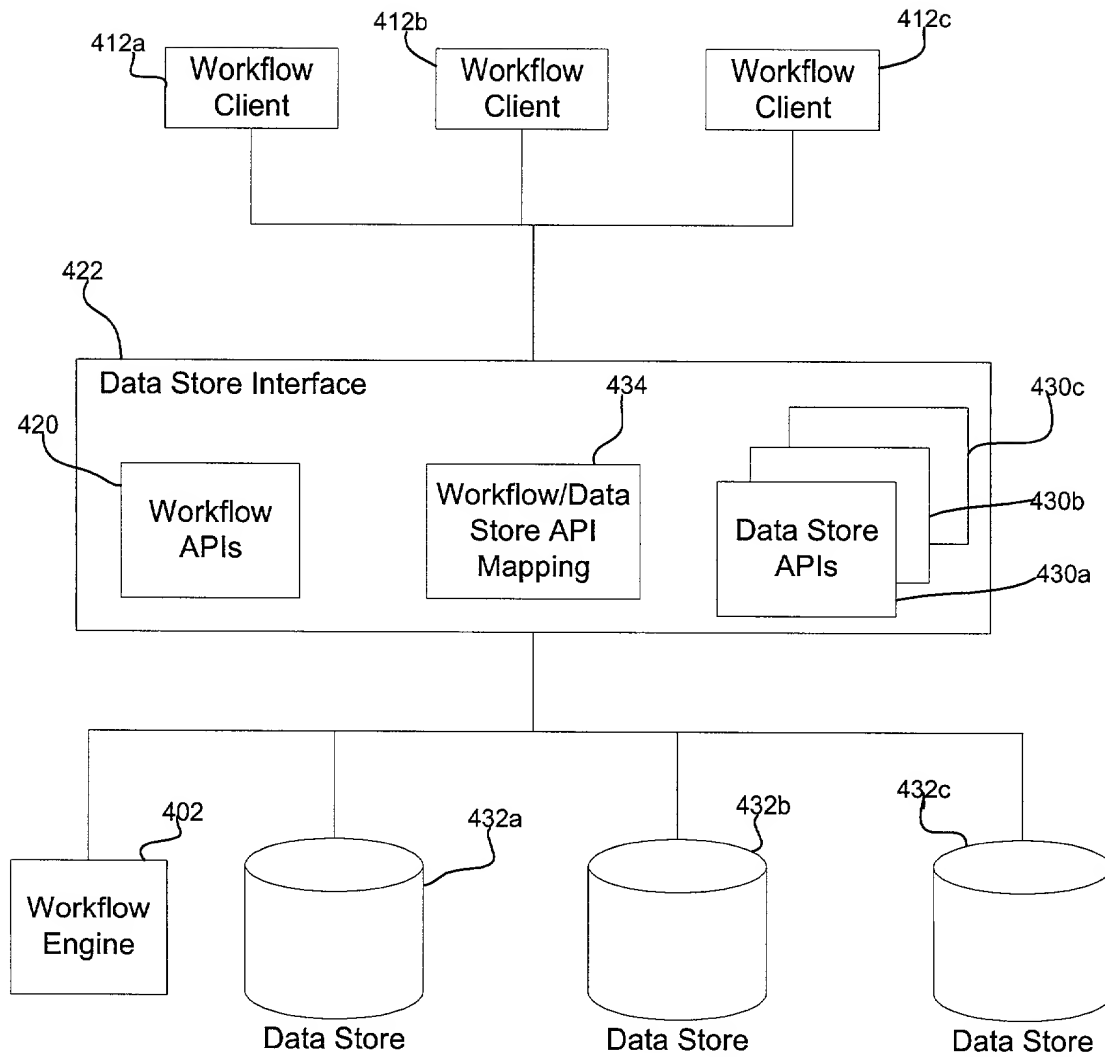 412a
412b
412c
Workflow
Client
Workflow
Client
Workflow
Client
422
Data Store Interface
434
430c
420
Workflow
APIs
Workflow/Data
Store API
Mapping
Data Store
APIs
430b
430a
402
432a
432b
432c
Workflow
Engine
Data Store
Data Store
Data Store